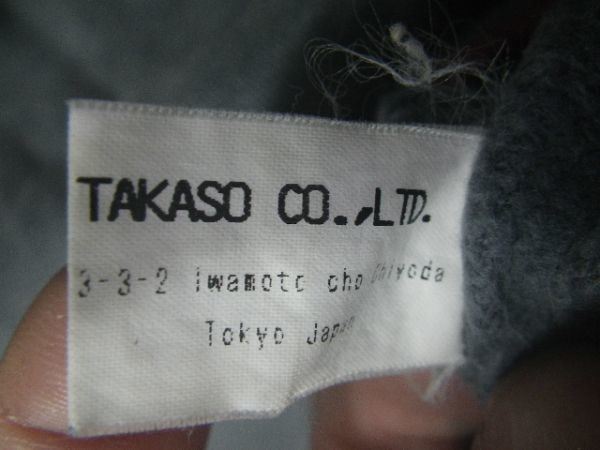 TAKASO CO.,LTD.
3-3-2 Iwamoto cho Chiyoda
Tokyo Japan